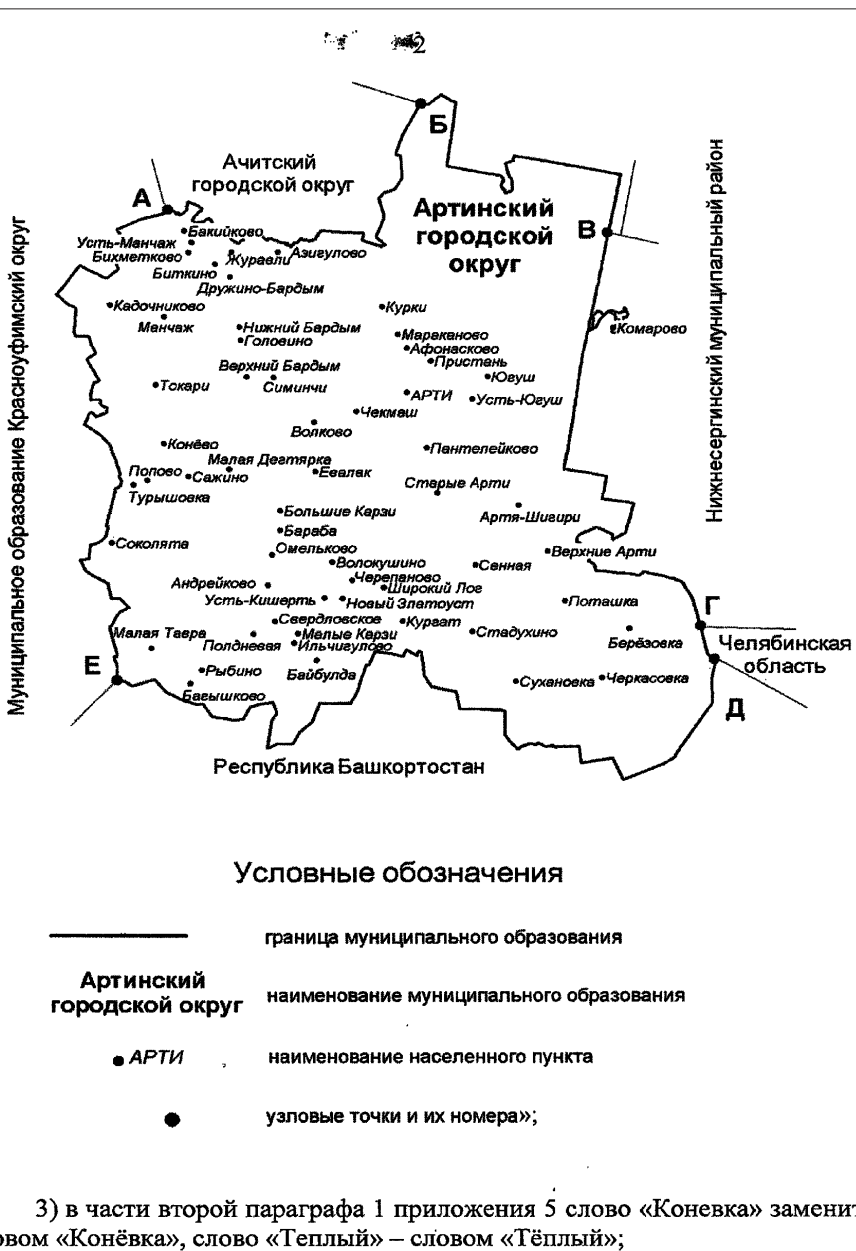 2
Б
Ачитский
городской округ
А
Артинский
городской
округ
В
Муниципальное образование Красноуфимский округ
Нижнесергинский муниципальный район
Бакийково
Усть-Манчаж
Бихметково
Журавли
Азигулово
Биткино
Дружино-Бардым
Кадочниково
Манчаж
Курки
Нижний Бардым
Головино
Мараканово
Афонасково
Пристань
Комарово
Верхний Бардым
Симинчи
Токари
Югуш
АРТИ
Усть-Югуш
Чекмаш
Волково
Конёво
Пантелейково
Малая Дегтярка
Евалак
Попово
Сажино
Турышовка
Старые Арти
Артя-Шигири
Большие Карзи
Бараба
Соколята
Омельково
Верхние Арти
Волокушино
Сенная
Черепаново
Андрейково
Широкий Лог
Усть-Кишерть
Новый Златоуст
Поташка
Г
Свердловское
Кургат
Малая Тавра
Малые Карзи
Стадухино
Полдневая
Ильчигулово
Берёзовка
Челябинская
область
Е
Рыбино
Байбулда
Багышково
Сухановка
Черкасовка
Д
Республика Башкортостан
Условные обозначения
граница муниципального образования
Артинский
городской округ
наименование муниципального образования
АРТИ
наименование населенного пункта
узловые точки и их номера»;
3) в части второй параграфа 1 приложения 5 слово «Коневка» заменит
овом «Конёвка», слово «Теплый» – словом «Тёплый»;